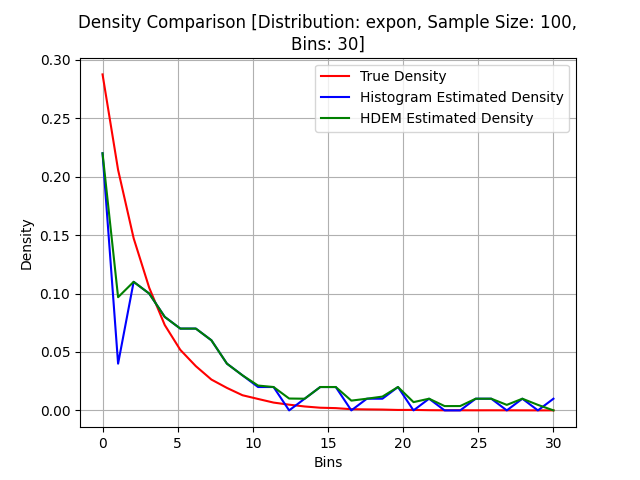 Density Comparison [Distribution: expon, Sample Size: 100,
Bins: 30]
True Density
Histogram Estimated Density
HDEM Estimated Density
0.30
0.25
0.20
0.15
0.10
0.05
0.00
Density
0 5 10 15 20 25 30
Bins